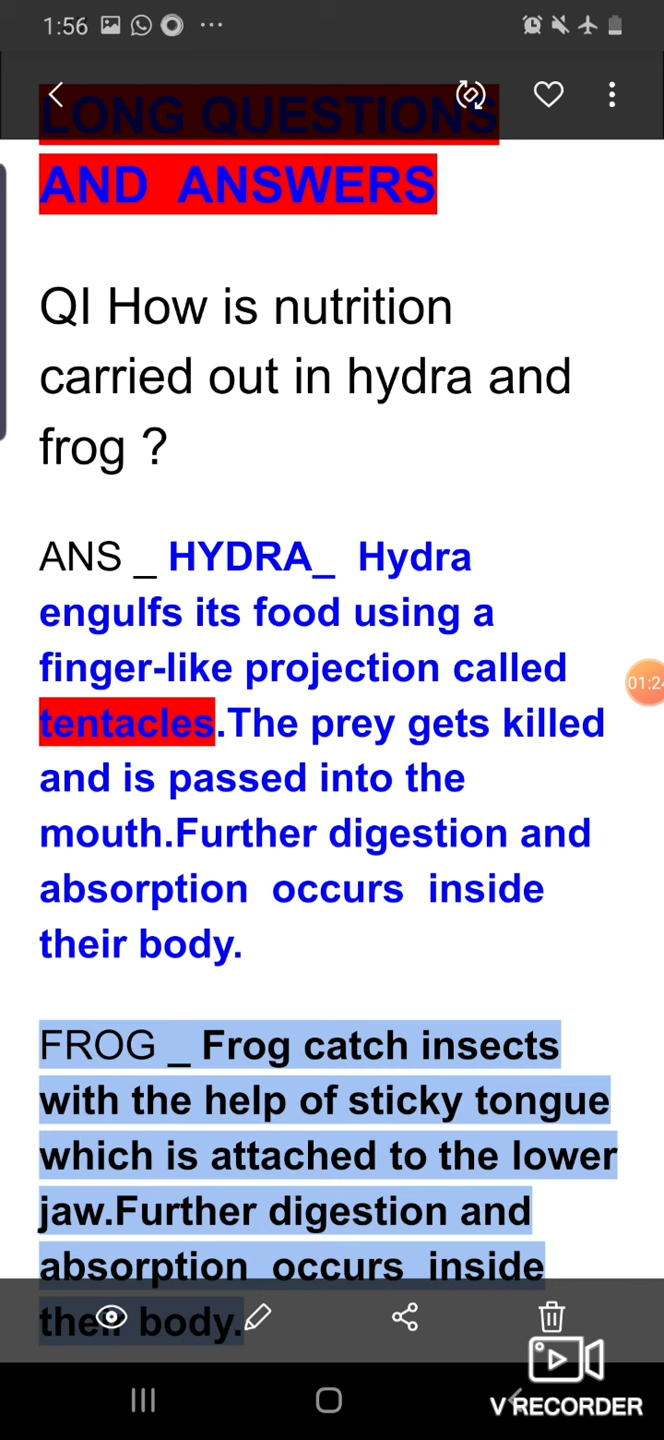 1:56
LONG QUESTIONS
AND ANSWERS
QI How is nutrition
carried out in hydra and
frog ?
ANS _ HYDRA_ Hydra
engulfs its food using a
finger-like projection called
tentacles.The prey gets killed
and is passed into the
mouth.Further digestion and
absorption occurs inside
their body.
FROG _ Frog catch insects
with the help of sticky tongue
which is attached to the lower
jaw.Further digestion and
absorption occurs inside
their body.
01:24
V RECORDER